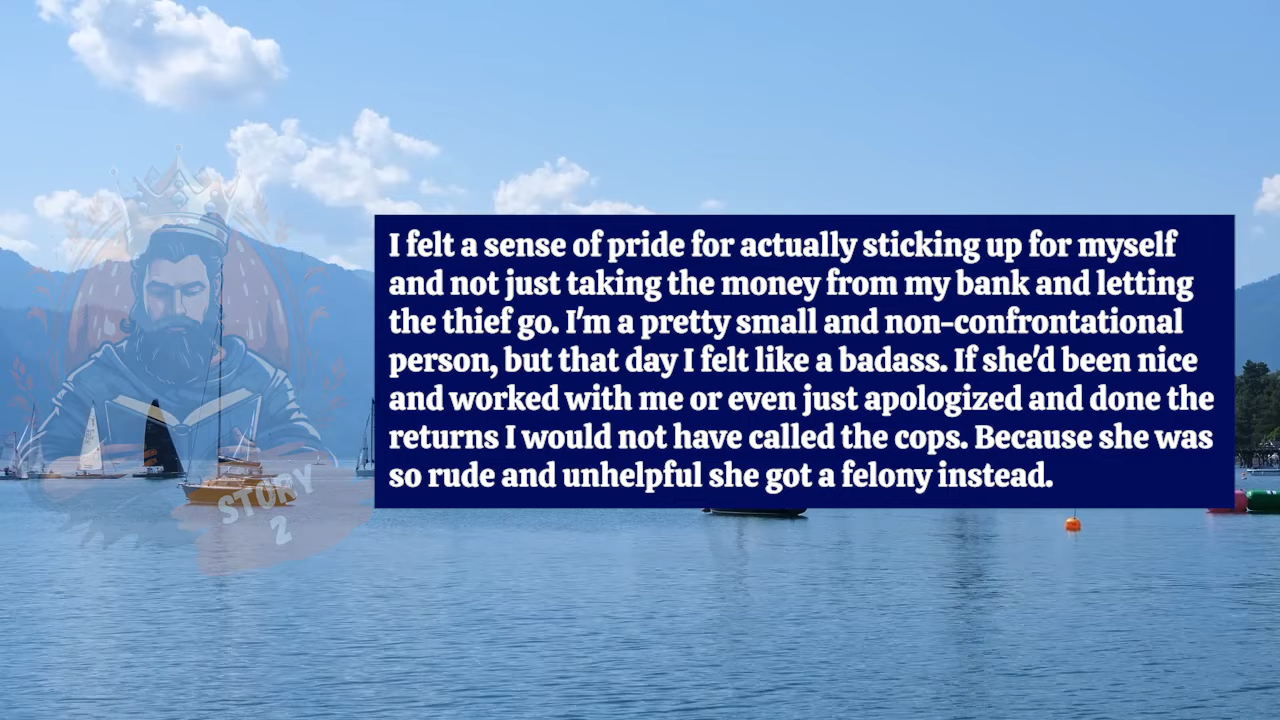 I felt a sense of pride for actually sticking up for myself
and not just taking the money from my bank and letting
the thief go. I'm a pretty small and non-confrontational
person, but that day I felt like a badass. If she'd been nice
and worked with me or even just apologized and done the
returns I would not have called the cops. Because she was
so rude and unhelpful she got a felony instead.
STORY
2